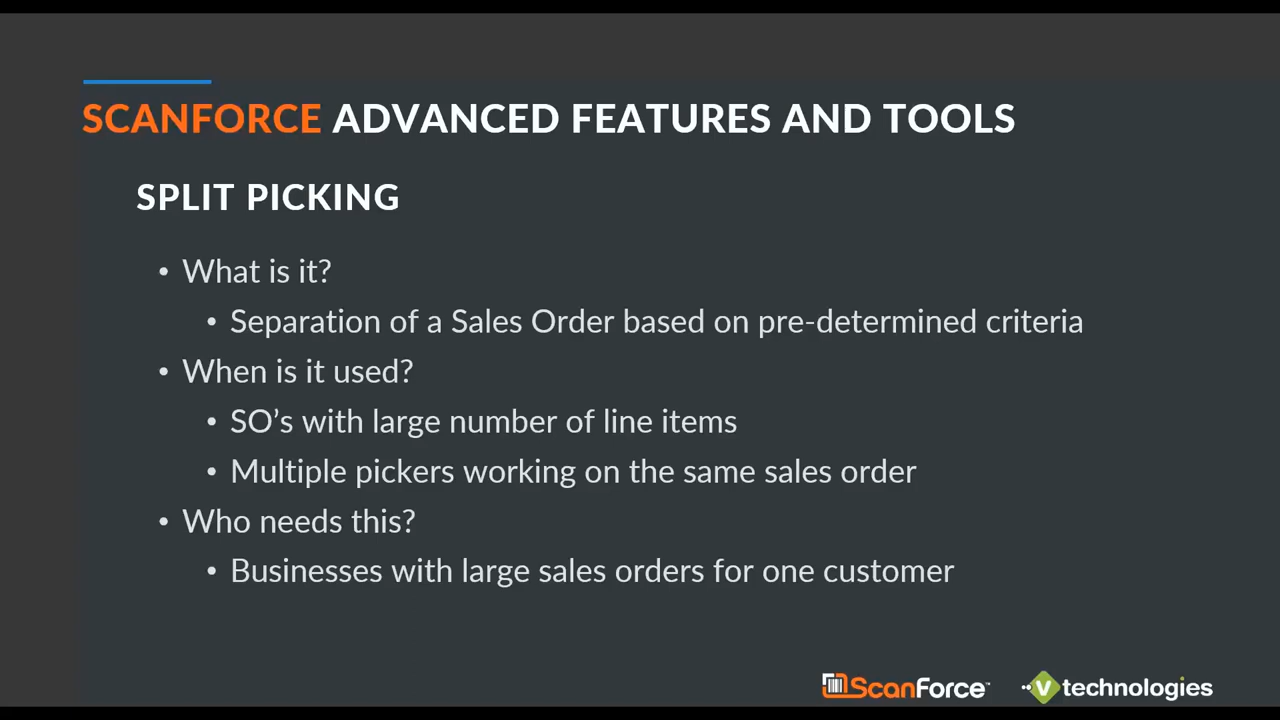 SCANFORCE ADVANCED FEATURES AND TOOLS
SPLIT PICKING
• What is it?
• Separation of a Sales Order based on pre-determined criteria
• When is it used?
• SO’s with large number of line items
• Multiple pickers working on the same sales order
• Who needs this?
• Businesses with large sales orders for one customer
ScanForce™ V technologies